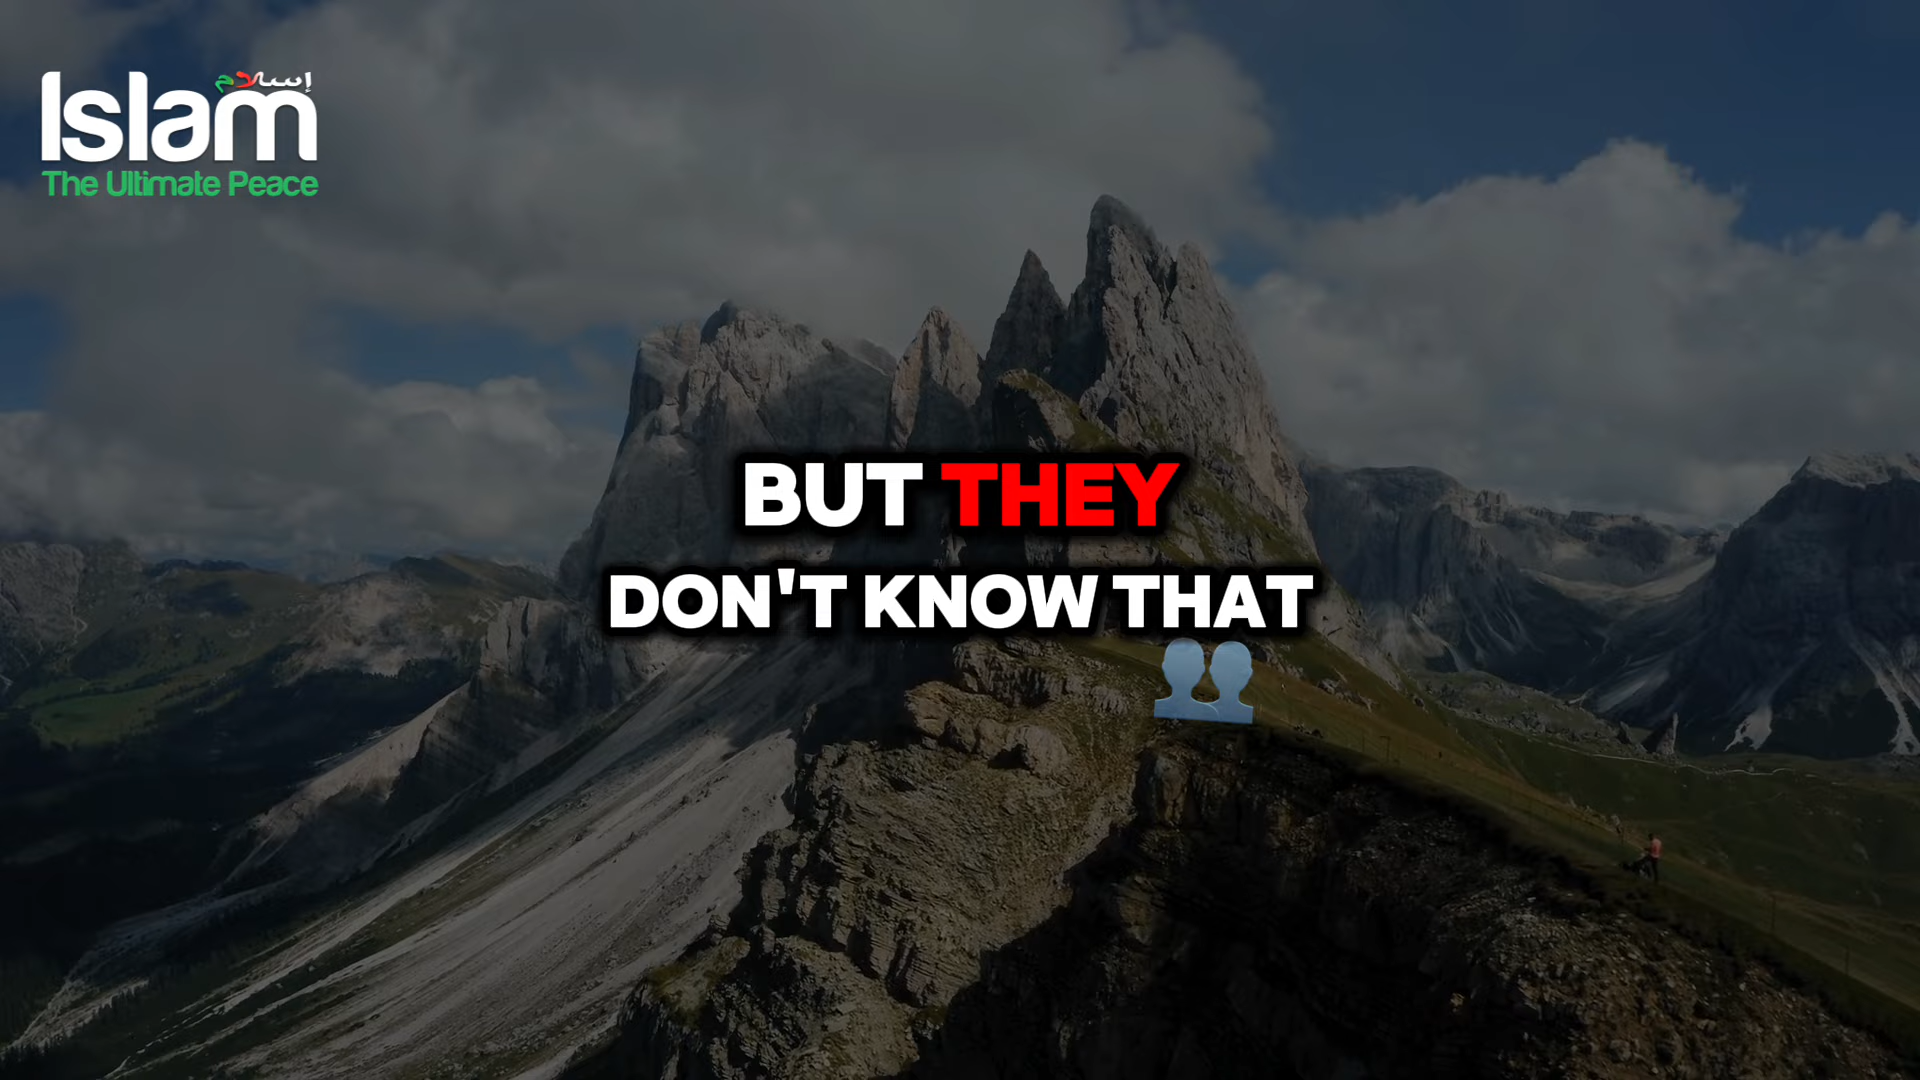 إسلام
Islam
The Ultimate Peace
BUT THEY
DON'T KNOW THAT